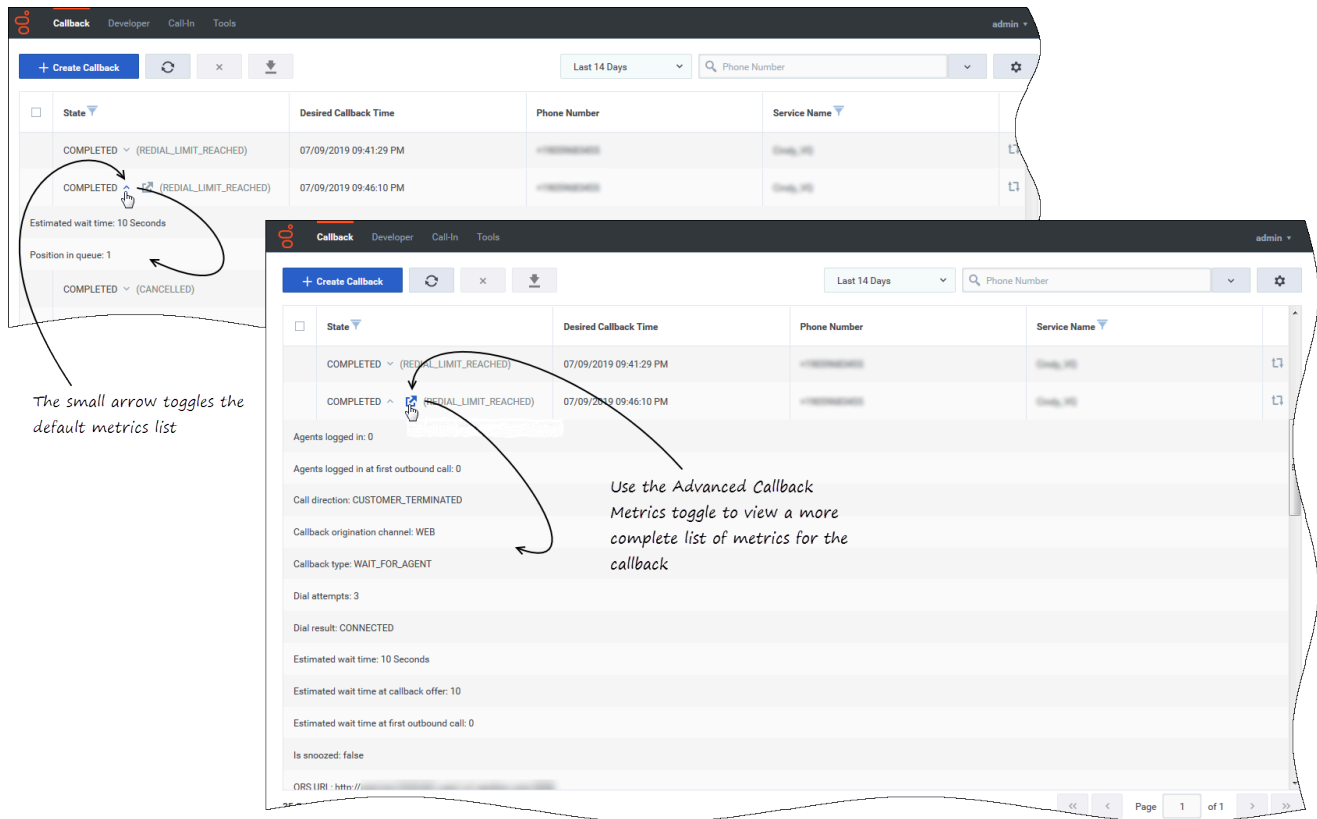 Callback Developer Call-In Tools admin
+ Create Callback Last 14 Days Phone Number
State Desired Callback Time Phone Number Service Name
COMPLETED (REDIAL_LIMIT_REACHED) 07/09/2019 09:41:29 PM
COMPLETED (REDIAL_LIMIT_REACHED) 07/09/2019 09:46:10 PM
Estimated wait time: 10 Seconds
Position in queue: 1
COMPLETED (CANCELLED)
The small arrow toggles the
default metrics list
Callback Developer Call-In Tools admin
+ Create Callback Last 14 Days Phone Number
State Desired Callback Time Phone Number Service Name
COMPLETED (REDIAL_LIMIT_REACHED) 07/09/2019 09:41:29 PM
COMPLETED (REDIAL_LIMIT_REACHED) 07/09/2019 09:46:10 PM
Agents logged in: 0
Agents logged in at first outbound call: 0
Call direction: CUSTOMER_TERMINATED
Callback origination channel: WEB
Callback type: WAIT_FOR_AGENT
Dial attempts: 3
Dial result: CONNECTED
Estimated wait time: 10 Seconds
Estimated wait time at callback offer: 10
Estimated wait time at first outbound call: 0
Is snoozed: false
ORS URL: http://
Page 1 of 1
Use the Advanced Callback
Metrics toggle to view a more
complete list of metrics for the
callback